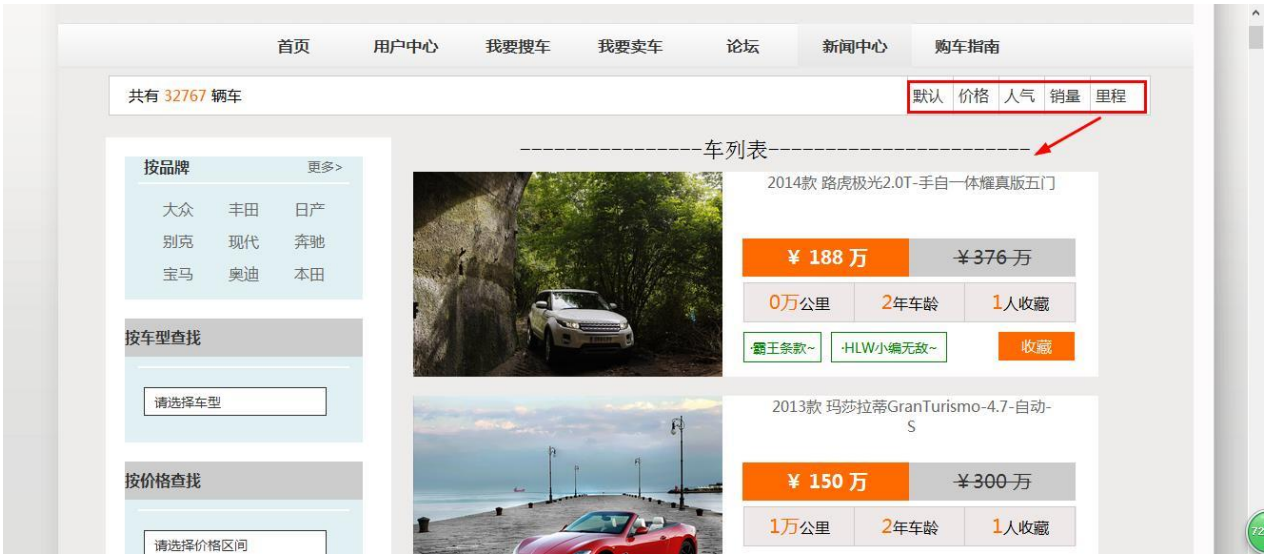 首页 用户中心 我要搜车 我要卖车 论坛 新闻中心 购车指南
共有 32767 辆车 默认 价格 人气 销量 里程
----------------车列表-----------------------
按品牌 更多>
大众 丰田 日产
别克 现代 奔驰
宝马 奥迪 本田
按车型查找
请选择车型
按价格查找
请选择价格区间
2014款 路虎极光2.0T-手自一体耀真版五门
¥ 188 万 ¥ 376 万
0万公里 2年车龄 1人收藏
·霸王条款~ ·HLW小编无敌~ 收藏
2013款 玛莎拉蒂GranTurismo-4.7-自动-
S
¥ 150 万 ¥ 300 万
1万公里 2年车龄 1人收藏
72